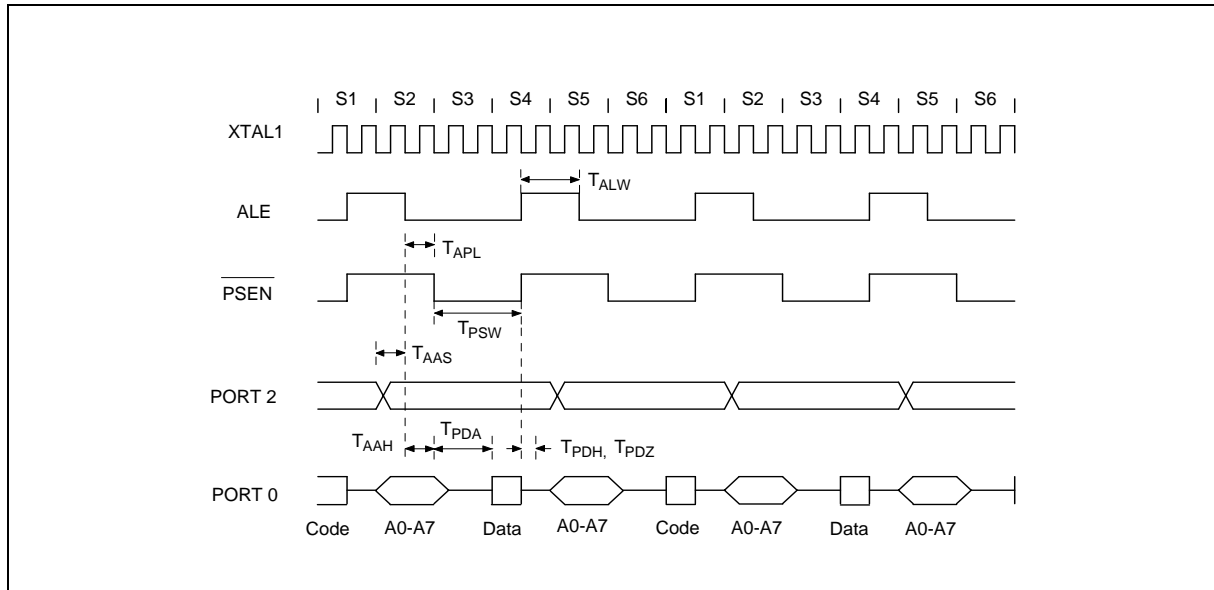 S1 S2 S3 S4 S5 S6 S1 S2 S3 S4 S5 S6
XTAL1
TALW
ALE
TAPL
PSEN
TPSW
TAAS
PORT 2
TAAH TPDA TPDH, TPDZ
PORT 0
Code A0-A7 Data A0-A7 Code A0-A7 Data A0-A7